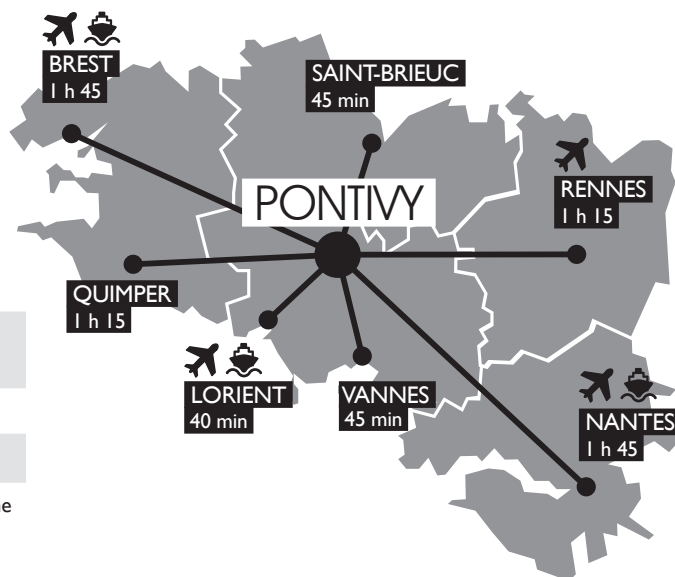 BREST
1 h 45
SAINT-BRIEUC
45 min
RENNES
1 h 15
PONTIVY
QUIMPER
1 h 15
LORIENT
40 min
VANNES
45 min
NANTES
1 h 45